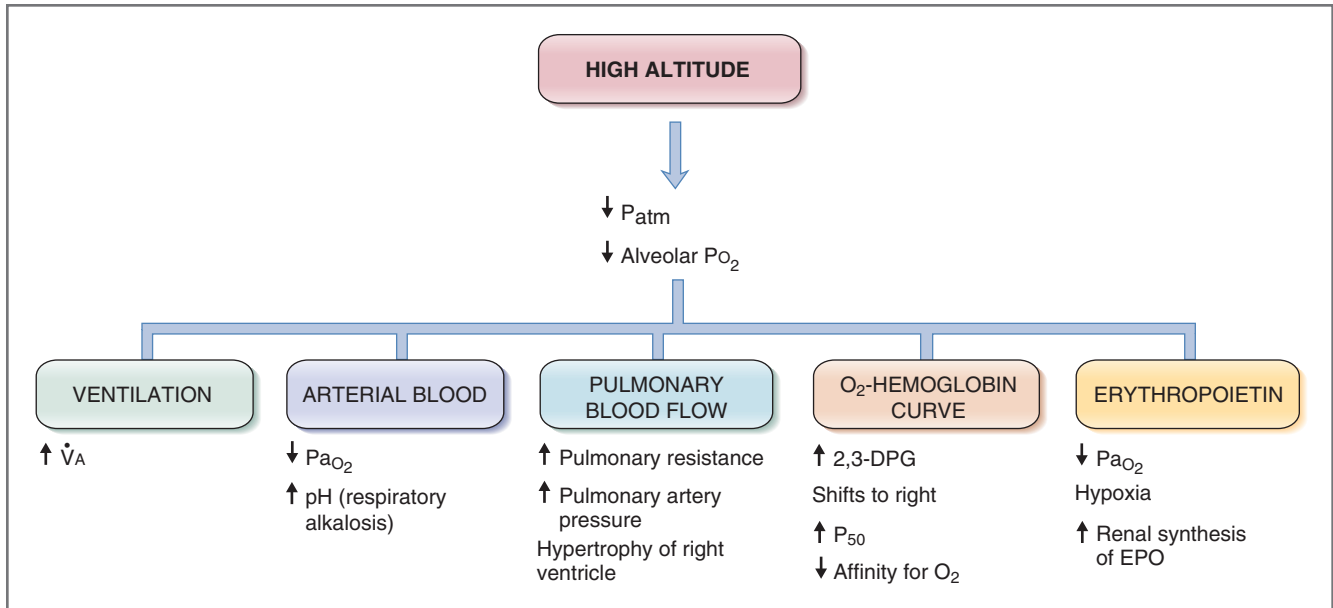 HIGH ALTITUDE
↓ Patm
↓ Alveolar PO2
VENTILATION
↑ V̇A
ARTERIAL BLOOD
↓ PaO2
↑ pH (respiratory
alkalosis)
PULMONARY
BLOOD FLOW
↑ Pulmonary resistance
↑ Pulmonary artery
pressure
Hypertrophy of right
ventricle
O2-HEMOGLOBIN
CURVE
↑ 2,3-DPG
Shifts to right
↑ P50
↓ Affinity for O2
ERYTHROPOIETIN
↓ PaO2
Hypoxia
↑ Renal synthesis
of EPO